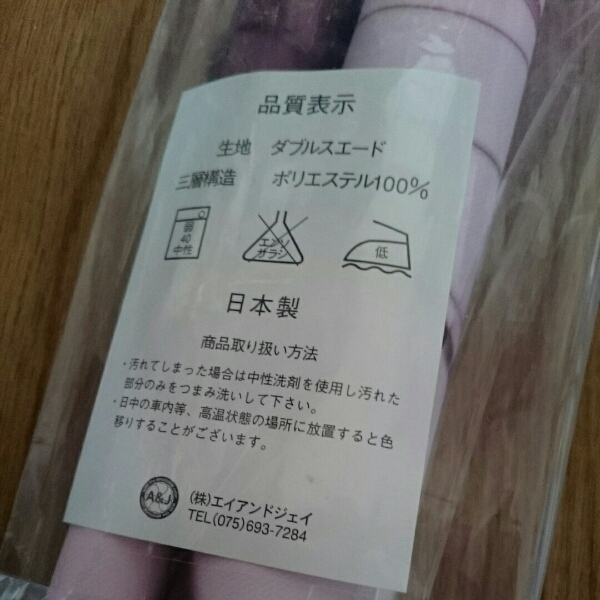 品質表示
生地 ダブルスエード
三層構造 ポリエステル100%
弱
40
中性
エンソ
サラシ
低
日本製
商品取り扱い方法
・汚れてしまった場合は中性洗剤を使用し汚れた
部分のみをつまみ洗いして下さい。
・日中の車内等、高温状態の場所に放置すると色
移りすることがございます。
A&J
(株)エイアンドジェイ
TEL(075)693-7284